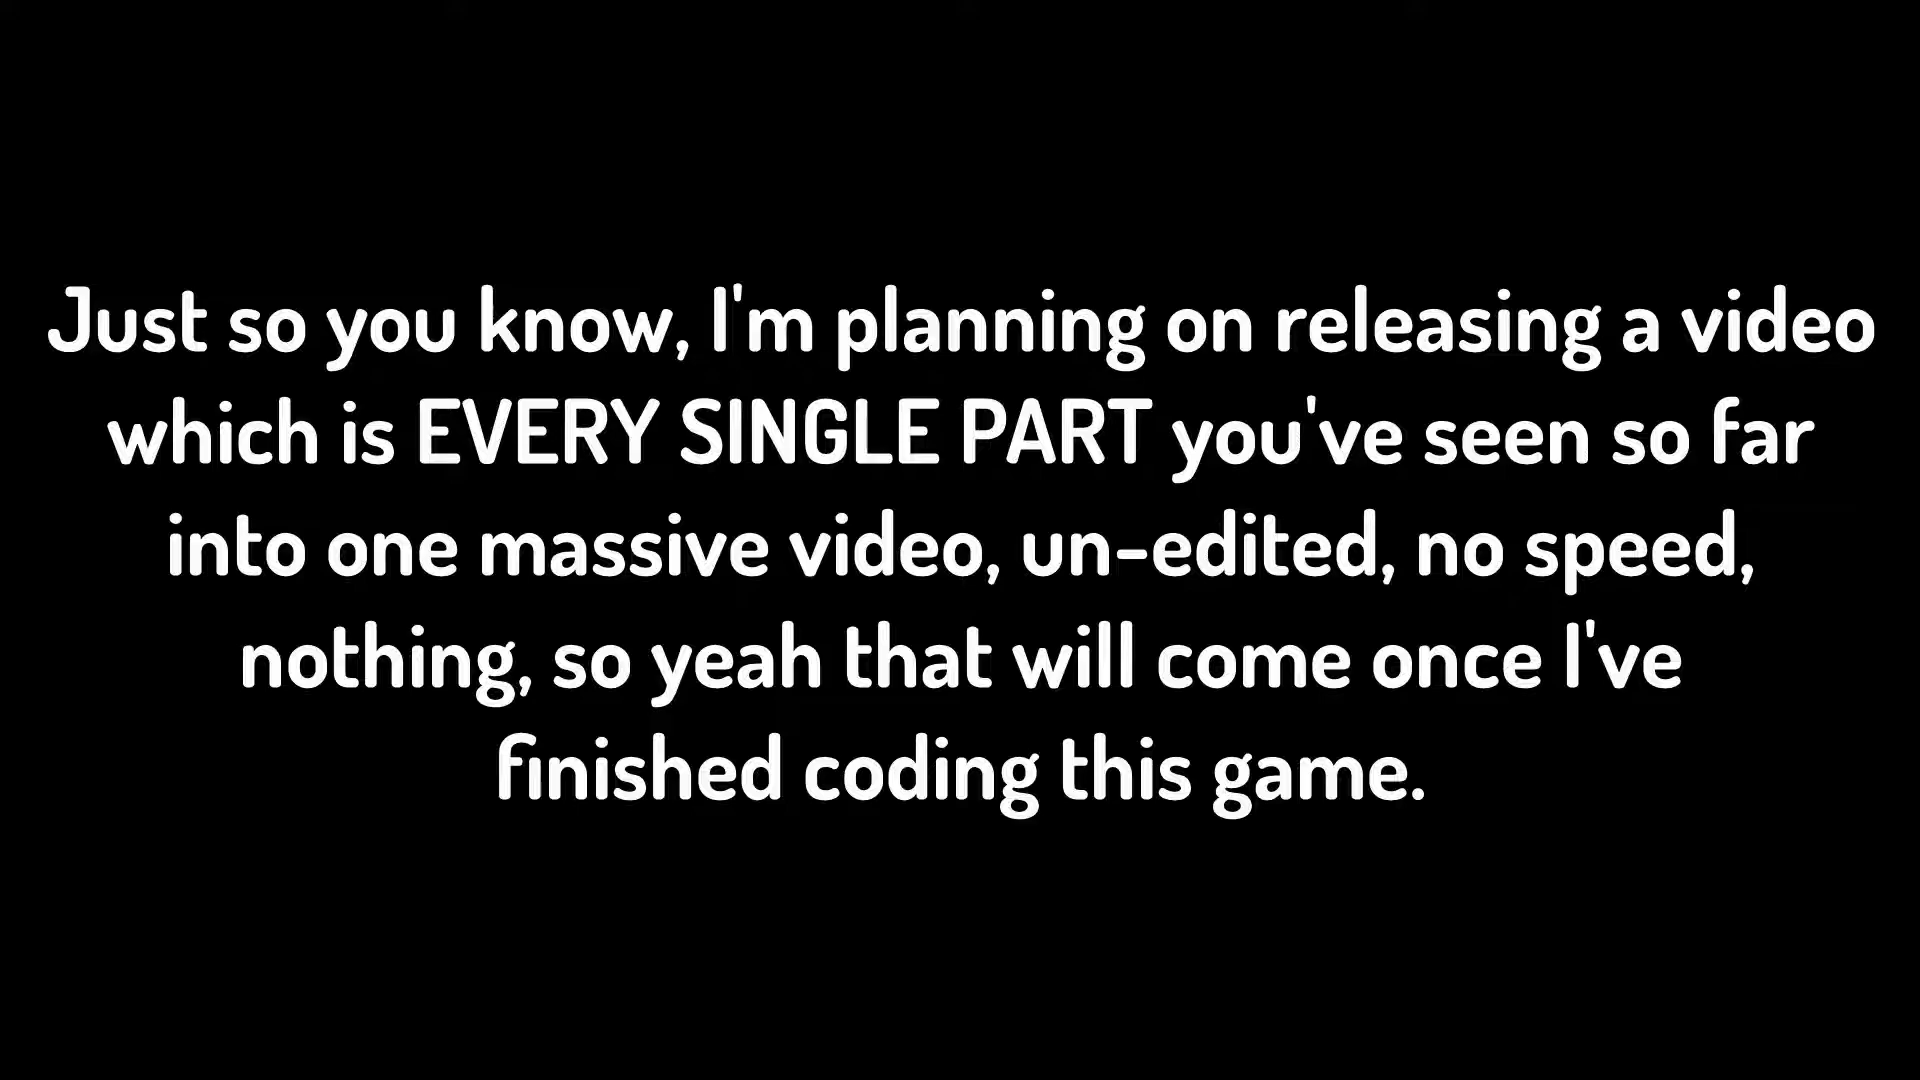 Just so you know, I'm planning on releasing a video
which is EVERY SINGLE PART you've seen so far
into one massive video, un-edited, no speed,
nothing, so yeah that will come once I've
finished coding this game.